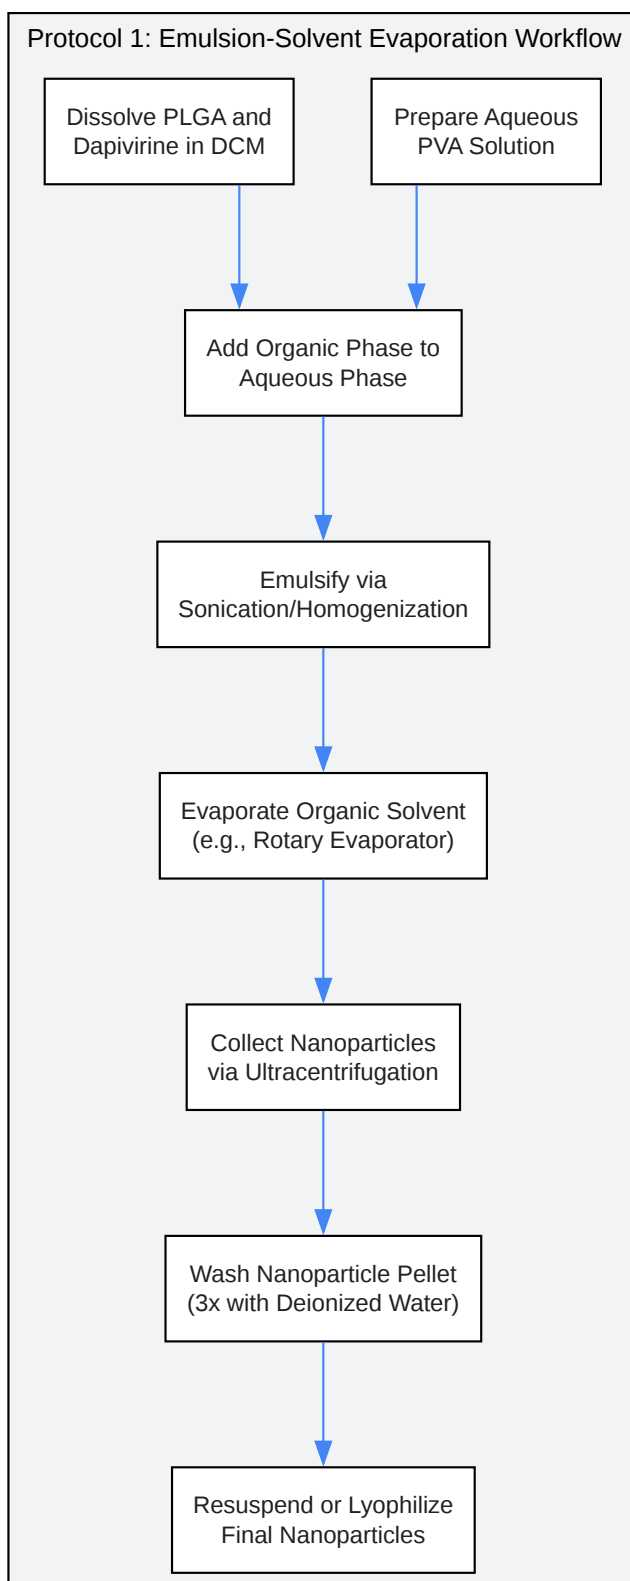 Protocol 1: Emulsion-Solvent Evaporation Workflow
Dissolve PLGA and
Dapivirine in DCM
Prepare Aqueous
PVA Solution
Add Organic Phase to
Aqueous Phase
Emulsify via
Sonication/Homogenization
Evaporate Organic Solvent
(e.g., Rotary Evaporator)
Collect Nanoparticles
via Ultracentrifugation
Wash Nanoparticle Pellet
(3x with Deionized Water)
Resuspend or Lyophilize
Final Nanoparticles